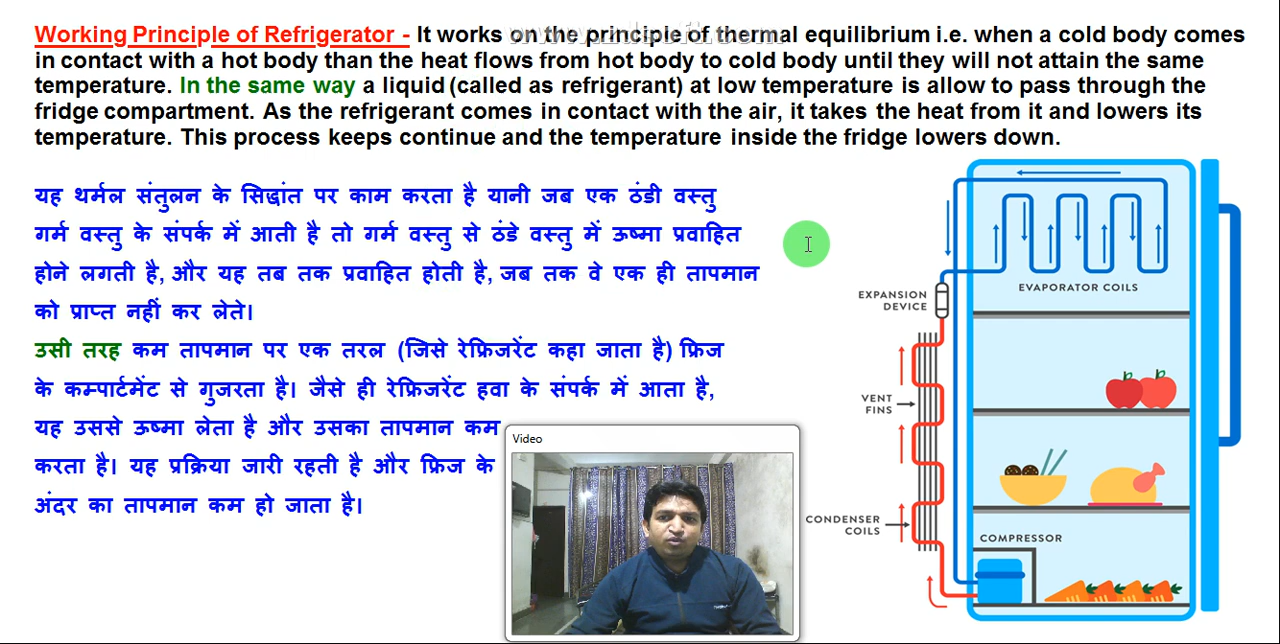 Working Principle of Refrigerator - It works on the principle of thermal equilibrium i.e. when a cold body comes
in contact with a hot body than the heat flows from hot body to cold body until they will not attain the same
temperature. In the same way a liquid (called as refrigerant) at low temperature is allow to pass through the
fridge compartment. As the refrigerant comes in contact with the air, it takes the heat from it and lowers its
temperature. This process keeps continue and the temperature inside the fridge lowers down.
यह थर्मल संतुलन के सिद्धांत पर काम करता है यानी जब एक ठंडी वस्तु
गर्म वस्तु के संपर्क में आती है तो गर्म वस्तु से ठंडे वस्तु में ऊष्मा प्रवाहित
होने लगती है, और यह तब तक प्रवाहित होती है, जब तक वे एक ही तापमान
को प्राप्त नहीं कर लेते।
उसी तरह कम तापमान पर एक तरल (जिसे रेफ्रिजरेंट कहा जाता है) फ्रिज
के कम्पार्टमेंट से गुजरता है। जैसे ही रेफ्रिजरेंट हवा के संपर्क में आता है,
यह उससे ऊष्मा लेता है और उसका तापमान कम
करता है। यह प्रक्रिया जारी रहती है और फ्रिज के
अंदर का तापमान कम हो जाता है।
Video
EVAPORATOR COILS
EXPANSION
DEVICE
VENT
FINS
CONDENSER
COILS
COMPRESSOR